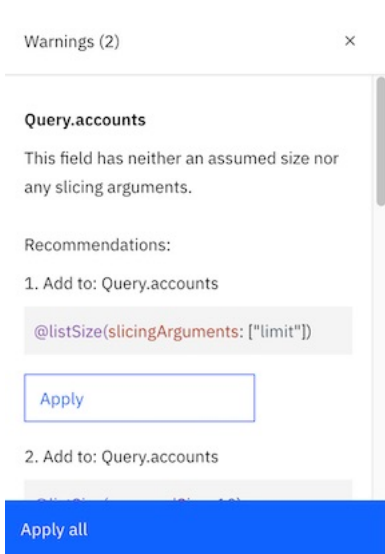 Warnings (2)
Query.accounts
This field has neither an assumed size nor
any slicing arguments.
Recommendations:
1. Add to: Query.accounts
@listSize(slicingArguments: ["limit"])
Apply
2. Add to: Query.accounts
Apply all